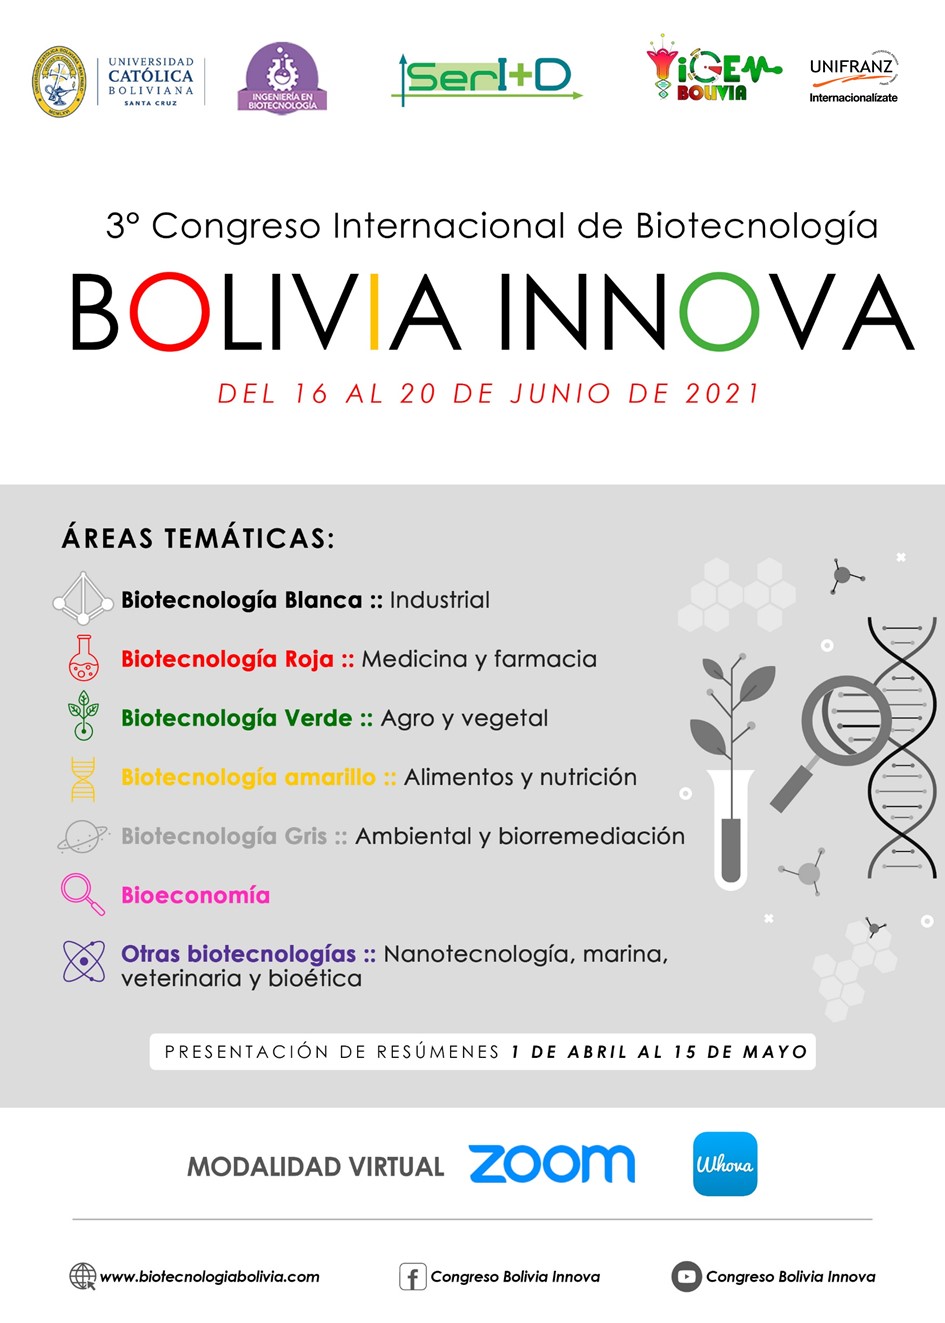 UNIVERSIDAD
CATÓLICA
BOLIVIANA
SANTA CRUZ
INGENIERÍA EN
BIOTECNOLOGÍA
SerI+D
iGEM
BOLIVIA
UNIFRANZ
Internacionalízate
3° Congreso Internacional de Biotecnología
BOLIVIA INNOVA
DEL 16 AL 20 DE JUNIO DE 2021
ÁREAS TEMÁTICAS:
Biotecnología Blanca :: Industrial
Biotecnología Roja :: Medicina y farmacia
Biotecnología Verde :: Agro y vegetal
Biotecnología amarillo :: Alimentos y nutrición
Biotecnología Gris :: Ambiental y biorremediación
Bioeconomía
Otras biotecnologías :: Nanotecnología, marina,
veterinaria y bioética
PRESENTACIÓN DE RESÚMENES 1 DE ABRIL AL 15 DE MAYO
MODALIDAD VIRTUAL zoom Whova
www.biotecnologiabolivia.com Congreso Bolivia Innova Congreso Bolivia Innova